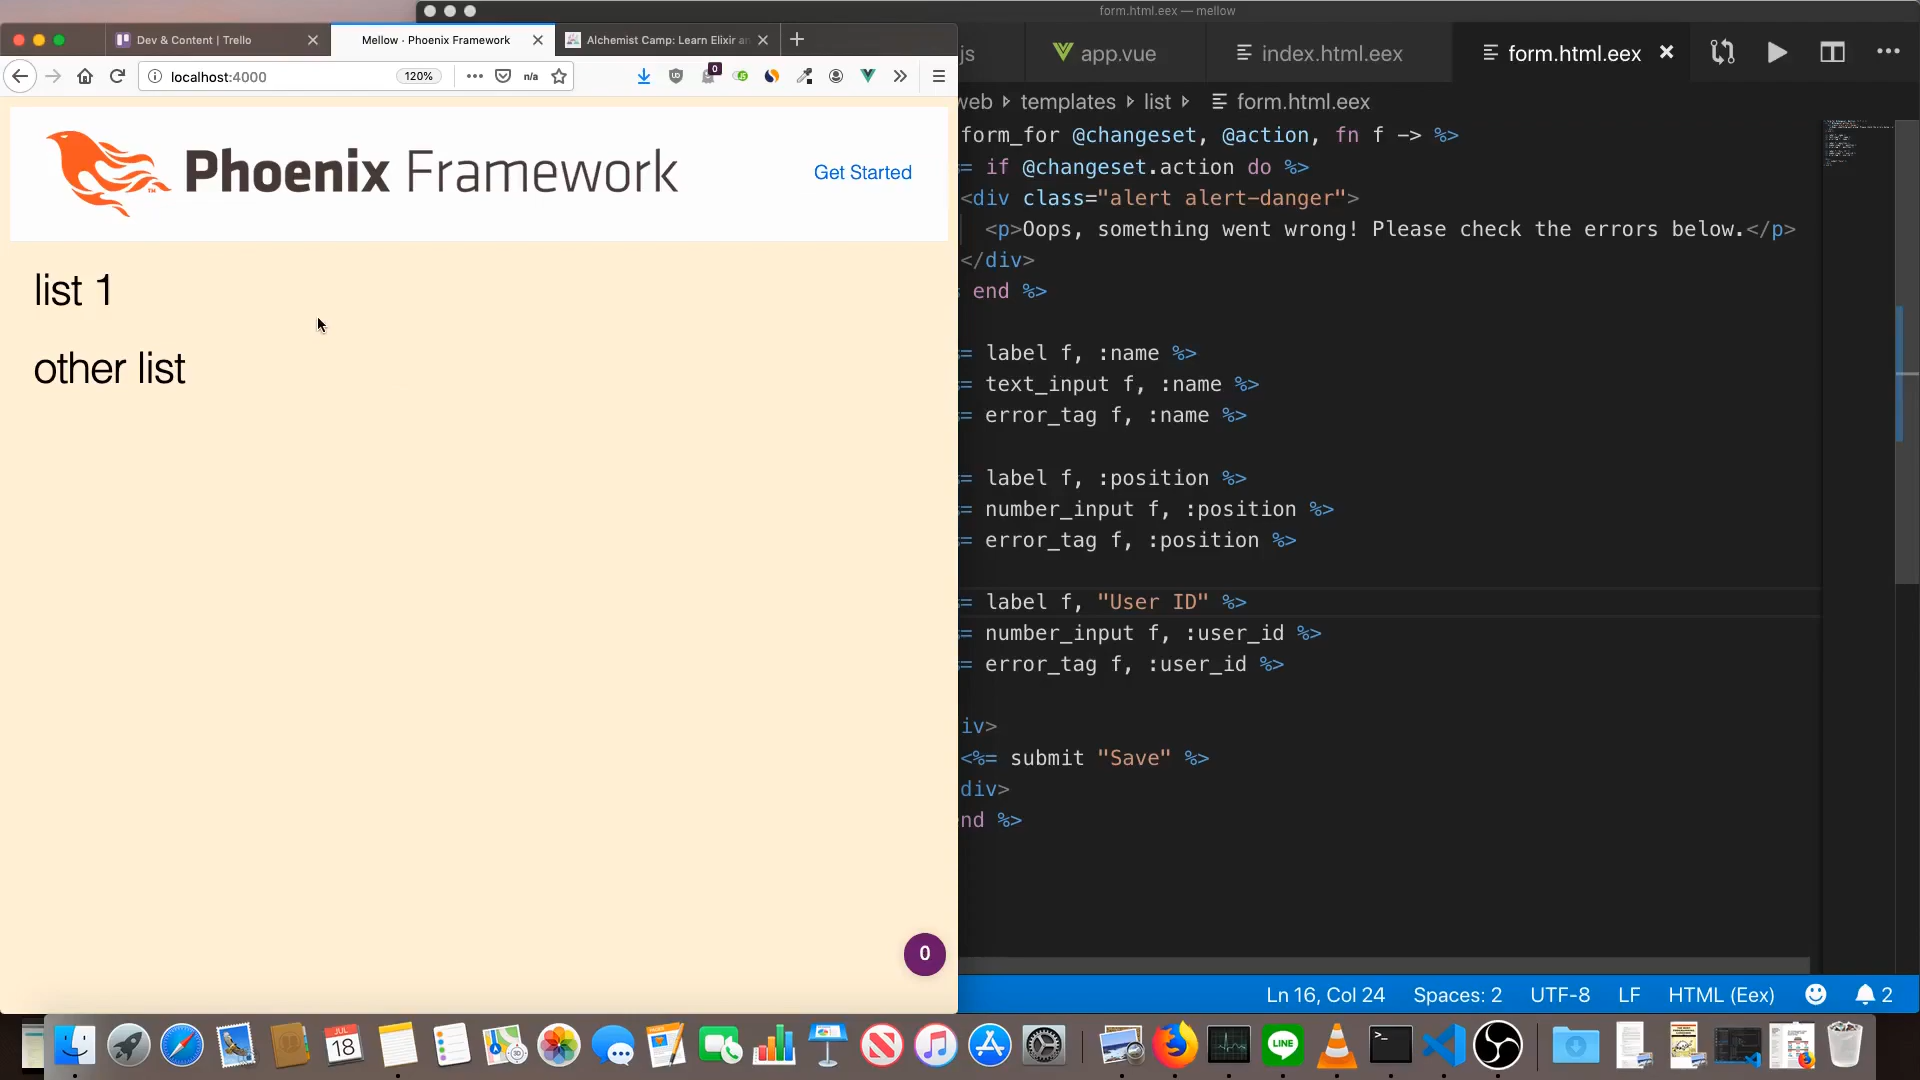 form.html.eex — mellow
Dev & Content | Trello
Mellow · Phoenix Framework
Alchemist Camp: Learn Elixir an
js
app.vue
index.html.eex
form.html.eex
localhost:4000
120%
n/a
0
web
templates
list
form.html.eex
Phoenix Framework
Get Started
list 1
other list
0
form_for @changeset, @action, fn f -> %>
= if @changeset.action do %>
<div class="alert alert-danger">
<p>Oops, something went wrong! Please check the errors below.</p>
</div>
end %>
= label f, :name %>
= text_input f, :name %>
= error_tag f, :name %>
= label f, :position %>
= number_input f, :position %>
= error_tag f, :position %>
= label f, "User ID" %>
= number_input f, :user_id %>
= error_tag f, :user_id %>
iv>
<%= submit "Save" %>
div>
nd %>
Ln 16, Col 24
Spaces: 2
UTF-8
LF
HTML (Eex)
2
JUL
18
LINE